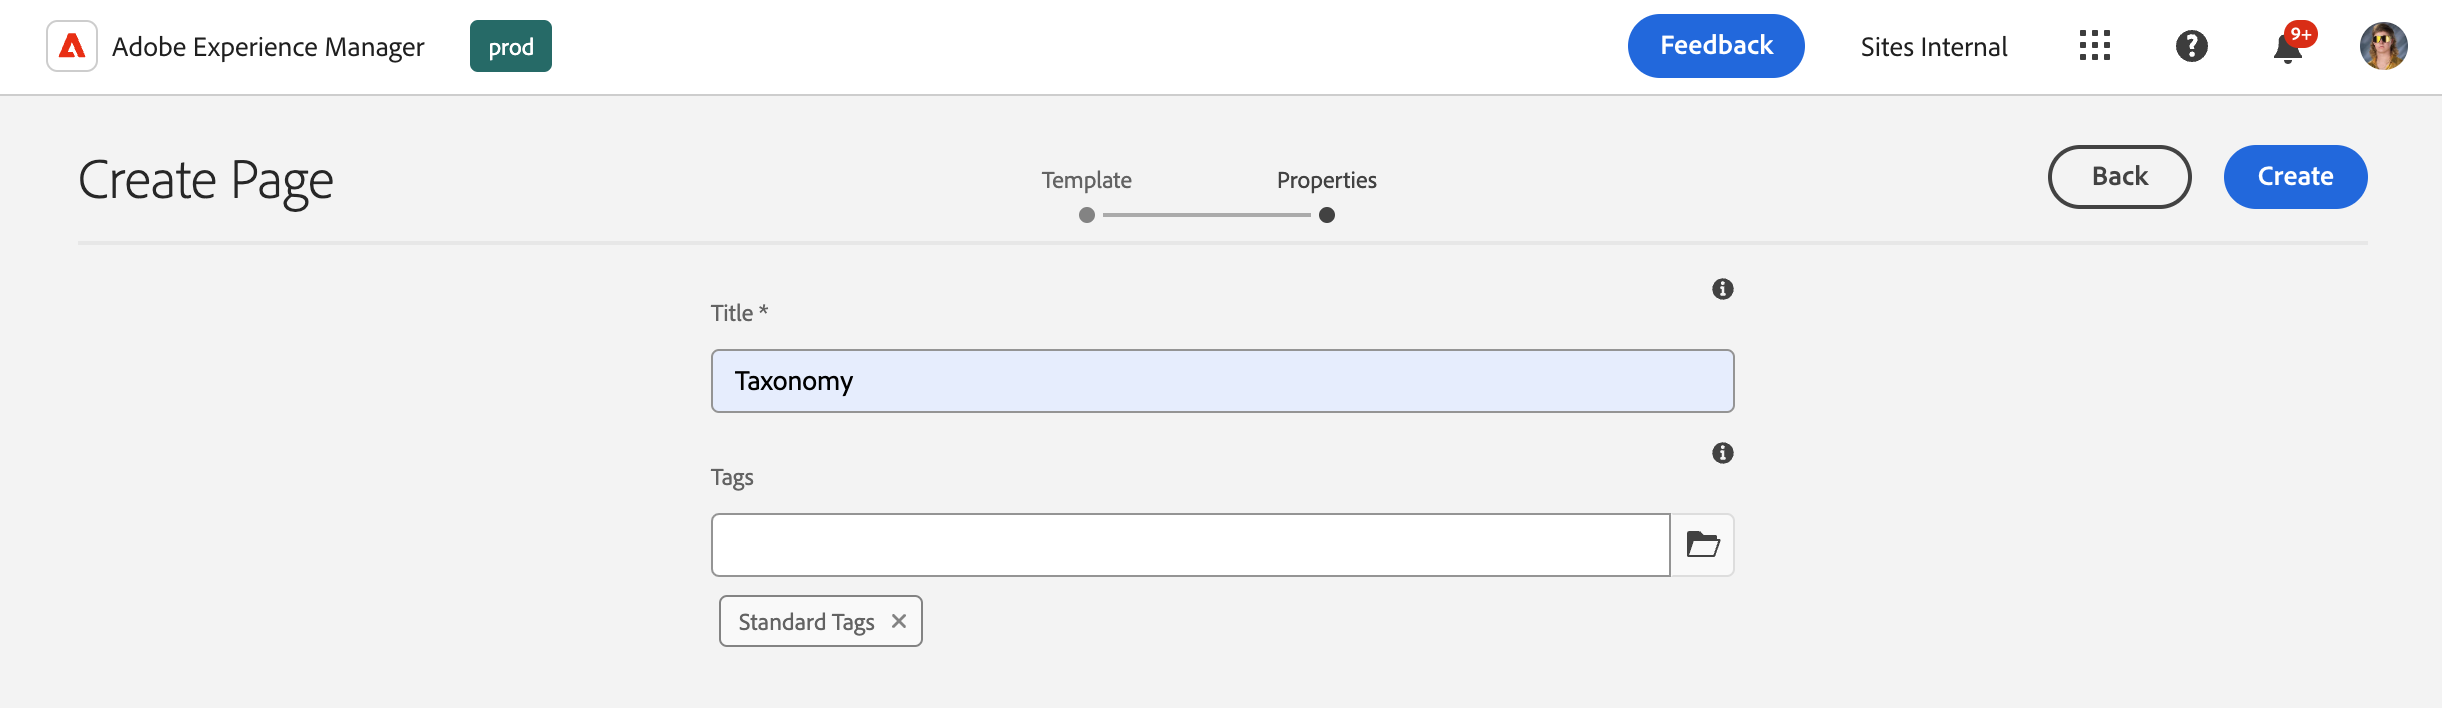 Adobe Experience Manager prod Feedback Sites Internal 9+
Create Page Template Properties Back Create
Title *
Taxonomy
Tags
Standard Tags